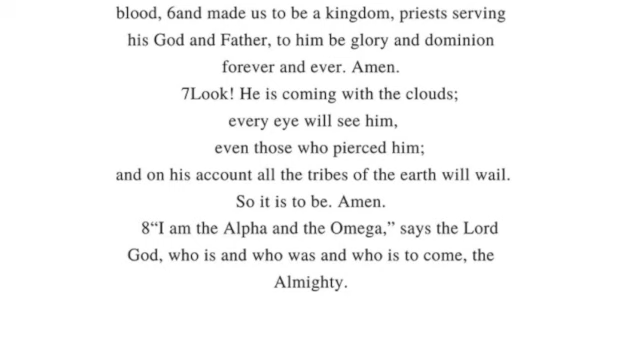 blood, 6and made us to be a kingdom, priests serving
his God and Father, to him be glory and dominion
forever and ever. Amen.
7Look! He is coming with the clouds;
every eye will see him,
even those who pierced him;
and on his account all the tribes of the earth will wail.
So it is to be. Amen.
8“I am the Alpha and the Omega,” says the Lord
God, who is and who was and who is to come, the
Almighty.